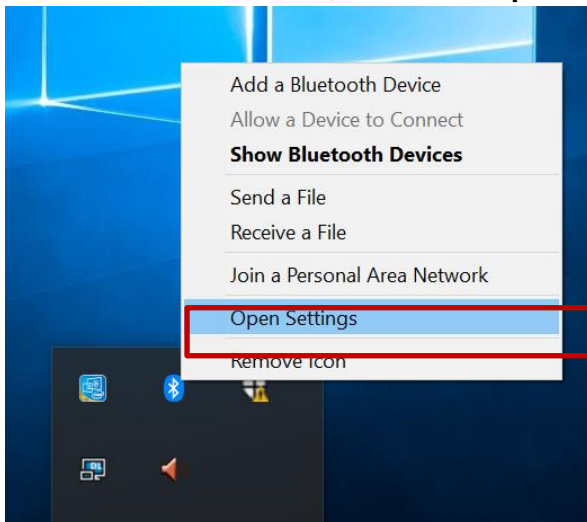 Add a Bluetooth Device
Allow a Device to Connect
Show Bluetooth Devices
Send a File
Receive a File
Join a Personal Area Network
Open Settings
Remove Icon